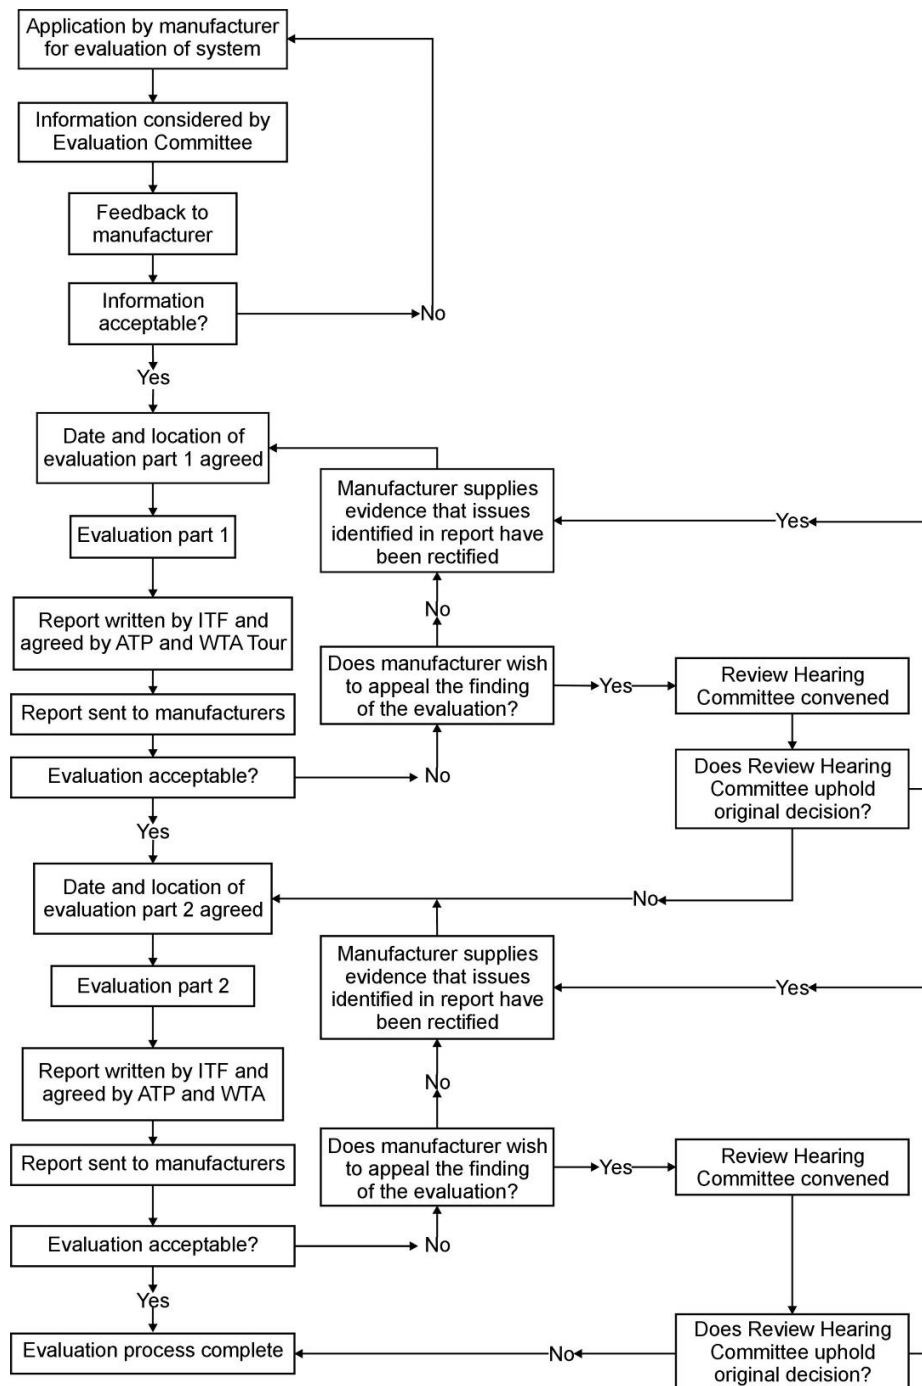 Application by manufacturer
for evaluation of system
Information considered by
Evaluation Committee
Feedback to
manufacturer
Information
acceptable?
No
Yes
Date and location of
evaluation part 1 agreed
Manufacturer supplies
evidence that issues
identified in report have
been rectified
Yes
Evaluation part 1
No
Report written by ITF and
agreed by ATP and WTA Tour
Does manufacturer wish
to appeal the finding
of the evaluation?
Yes
Review Hearing
Committee convened
Report sent to manufacturers
Evaluation acceptable?
No
Does Review Hearing
Committee uphold
original decision?
Yes
Date and location of
evaluation part 2 agreed
No
Manufacturer supplies
evidence that issues
identified in report have
been rectified
Yes
Evaluation part 2
No
Report written by ITF and
agreed by ATP and WTA
Does manufacturer wish
to appeal the finding
of the evaluation?
Yes
Review Hearing
Committee convened
Report sent to manufacturers
Evaluation acceptable?
No
Yes
Evaluation process complete
No
Does Review Hearing
Committee uphold
original decision?